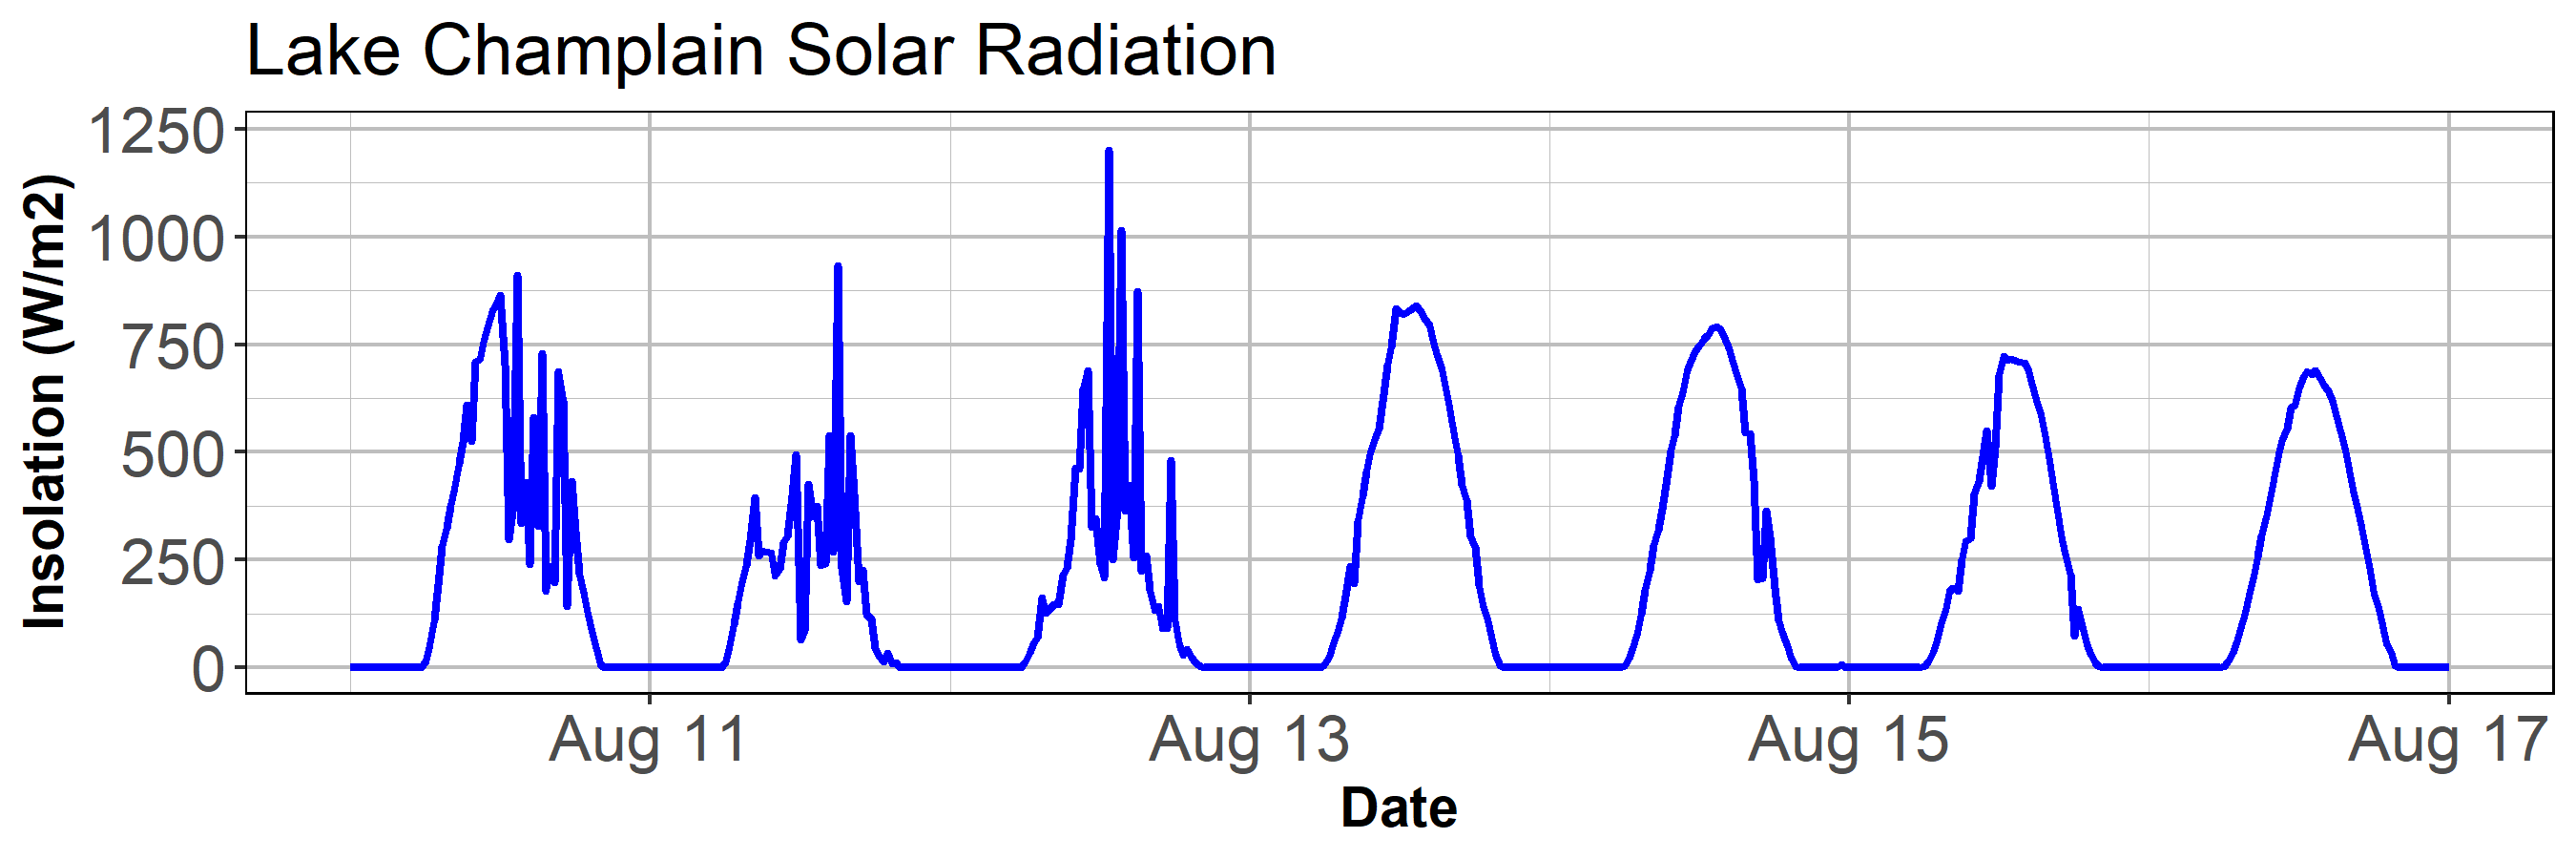 Lake Champlain Solar Radiation
1250
1000
750
500
250
0
Insolation (W/m2)
Aug 11
Aug 13
Aug 15
Aug 17
Date